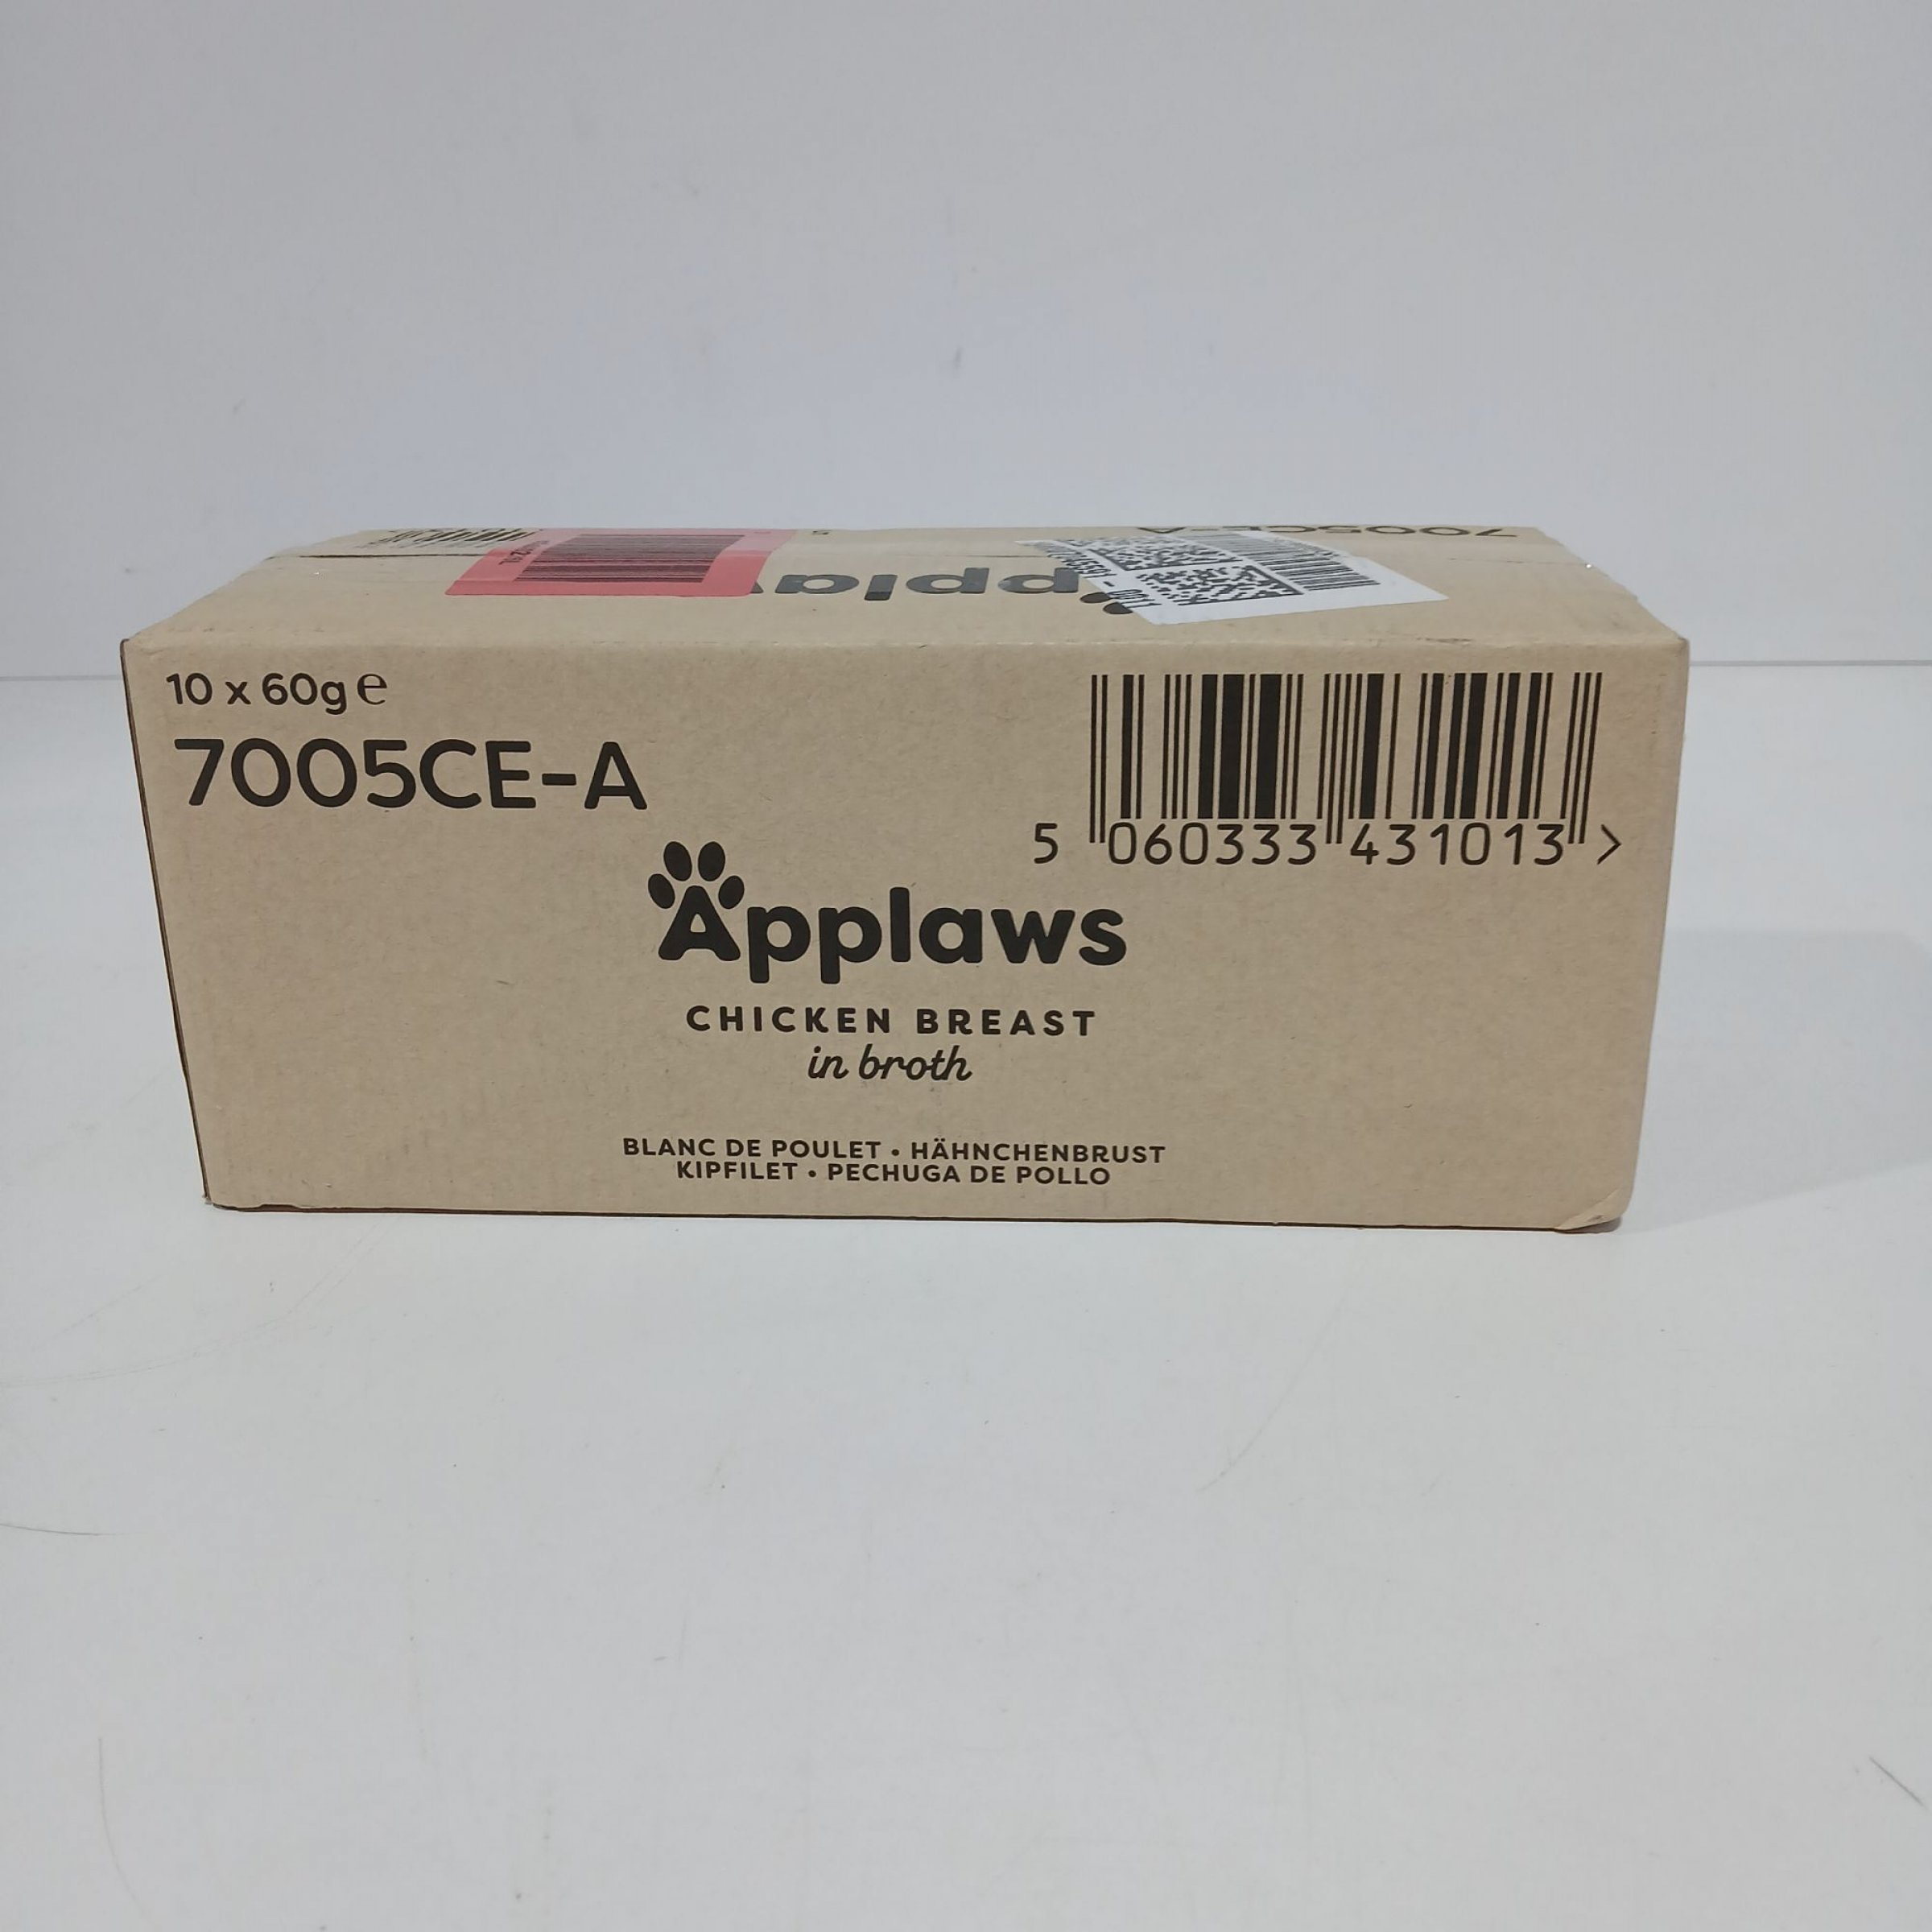 7005CE-A
10 x 60g e
7005CE-A
5 060333 431013 >
Applaws
CHICKEN BREAST
in broth
BLANC DE POULET • HÄHNCHENBRUST
KIPFILET • PECHUGA DE POLLO